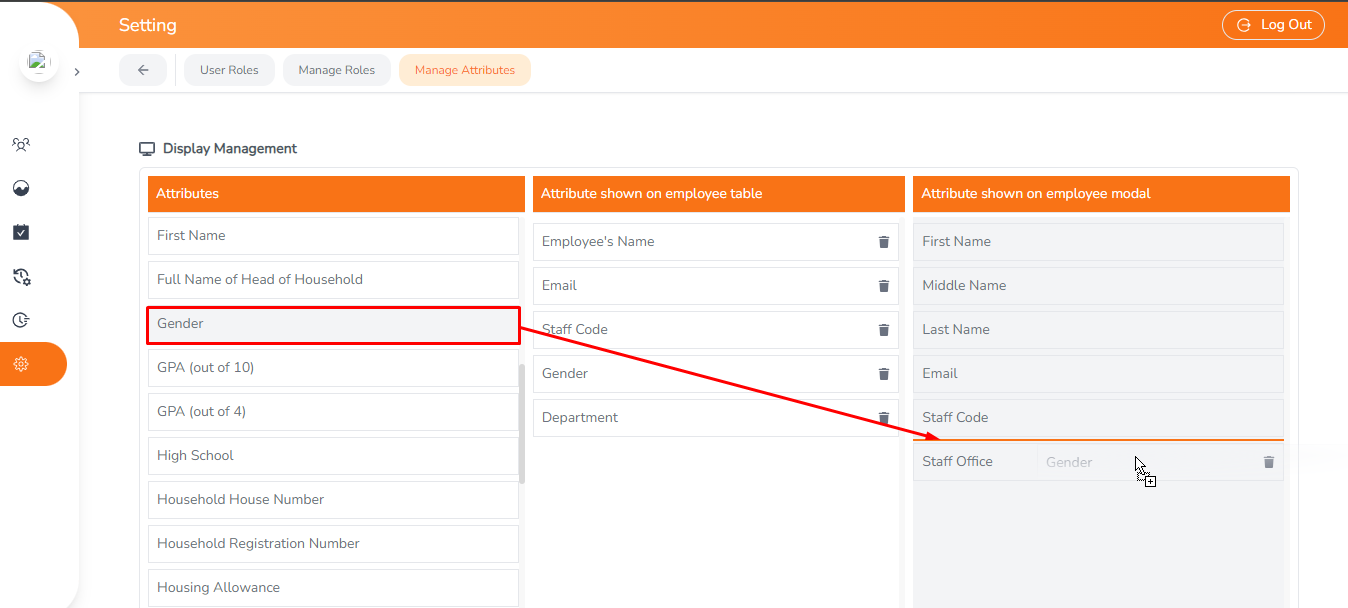 Setting
Log Out
User Roles
Manage Roles
Manage Attributes
Display Management
Attributes
First Name
Full Name of Head of Household
Gender
GPA (out of 10)
GPA (out of 4)
High School
Household House Number
Household Registration Number
Housing Allowance
Attribute shown on employee table
Employee's Name
Email
Staff Code
Gender
Department
Attribute shown on employee modal
First Name
Middle Name
Last Name
Email
Staff Code
Staff Office
Gender